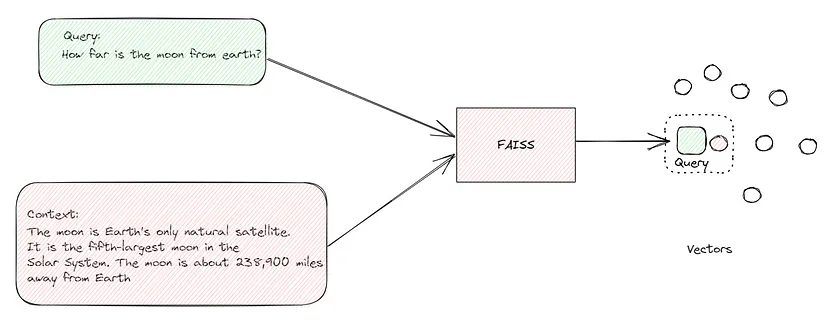 Query:
How far is the moon from earth?
FAISS
Query
Context:
The moon is Earth's only natural satellite.
It is the fifth-largest moon in the
Solar System. The moon is about 238,900 miles
away from Earth
Vectors